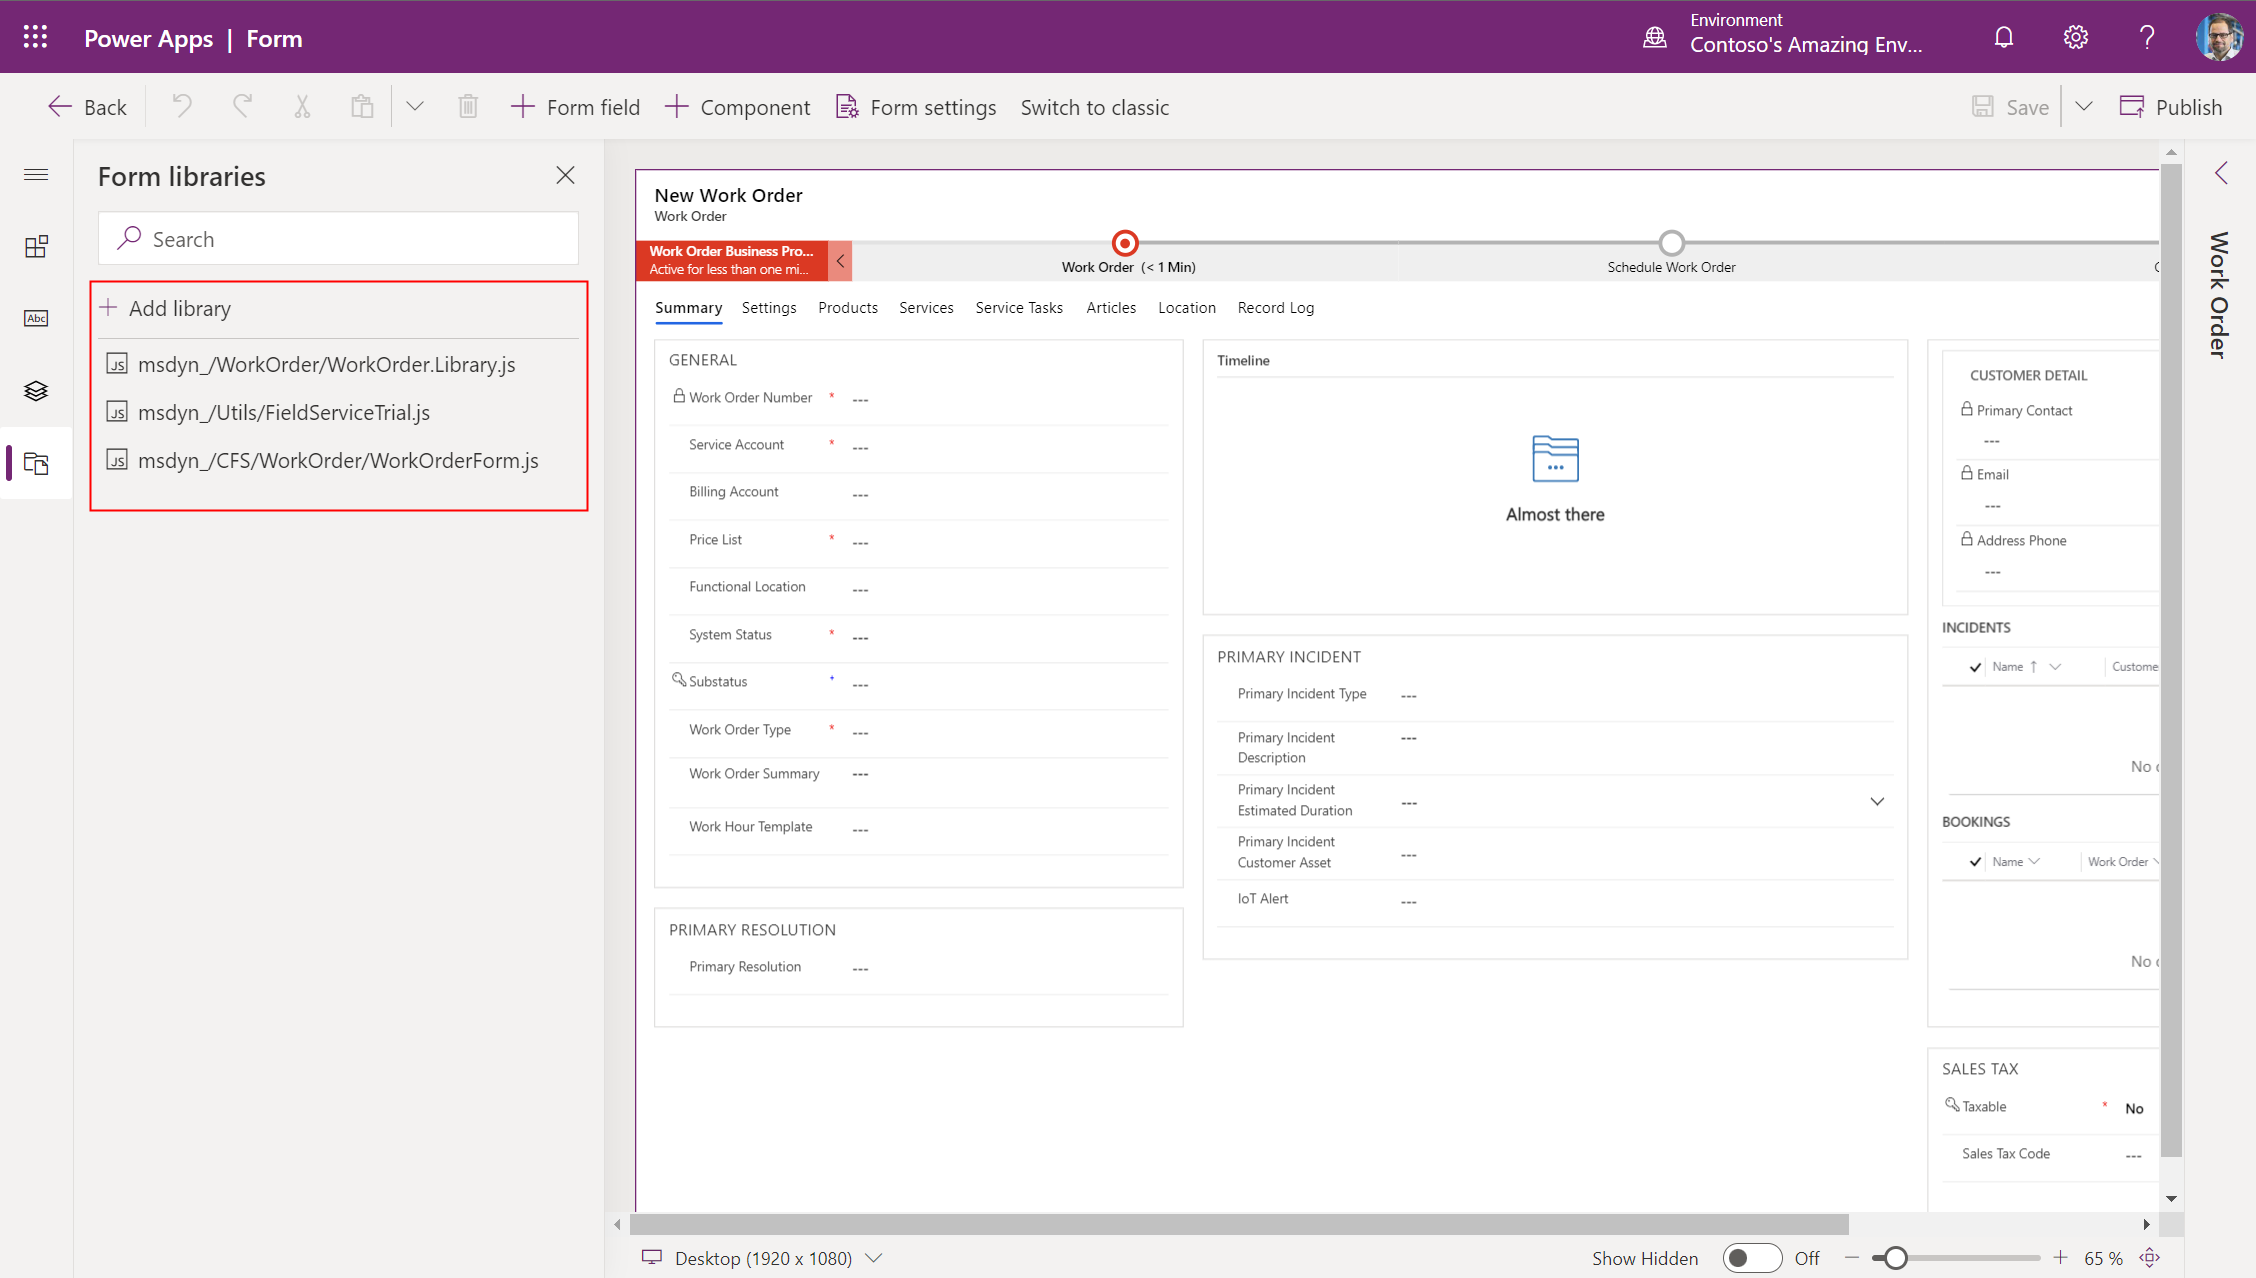 Power Apps | Form
Environment
Contoso's Amazing Env...
Back
Form field
Component
Form settings
Switch to classic
Save
Publish
Form libraries
Search
Add library
msdyn_/WorkOrder/WorkOrder.Library.js
msdyn_/Utils/FieldServiceTrial.js
msdyn_/CFS/WorkOrder/WorkOrderForm.js
Abc
JS
JS
JS
New Work Order
Work Order
Work Order Business Pro...
Active for less than one mi...
Work Order (< 1 Min)
Schedule Work Order
Summary
Settings
Products
Services
Service Tasks
Articles
Location
Record Log
GENERAL
Work Order Number * ---
Service Account * ---
Billing Account ---
Price List * ---
Functional Location ---
System Status * ---
Substatus * ---
Work Order Type * ---
Work Order Summary ---
Work Hour Template ---
PRIMARY RESOLUTION
Primary Resolution ---
Timeline
Almost there
PRIMARY INCIDENT
Primary Incident Type ---
Primary Incident
Description ---
Primary Incident
Estimated Duration ---
Primary Incident
Customer Asset ---
IoT Alert ---
CUSTOMER DETAIL
Primary Contact
---
Email
---
Address Phone
---
INCIDENTS
Name ↑
Custome
No
BOOKINGS
Name
Work Order
No
SALES TAX
Taxable * No
Sales Tax Code ---
Work Order
Desktop (1920 x 1080)
Show Hidden
Off
65 %